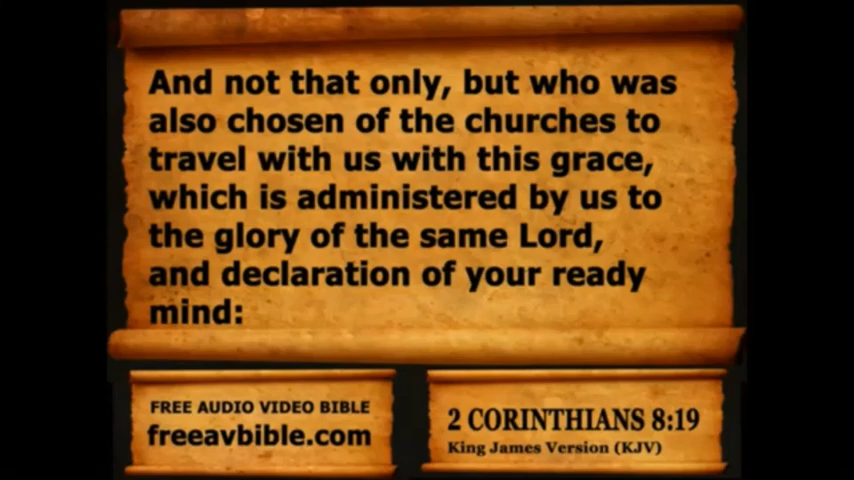 And not that only, but who was
also chosen of the churches to
travel with us with this grace,
which is administered by us to
the glory of the same Lord,
and declaration of your ready
mind:
FREE AUDIO VIDEO BIBLE
freeavbible.com
2 CORINTHIANS 8:19
King James Version (KJV)